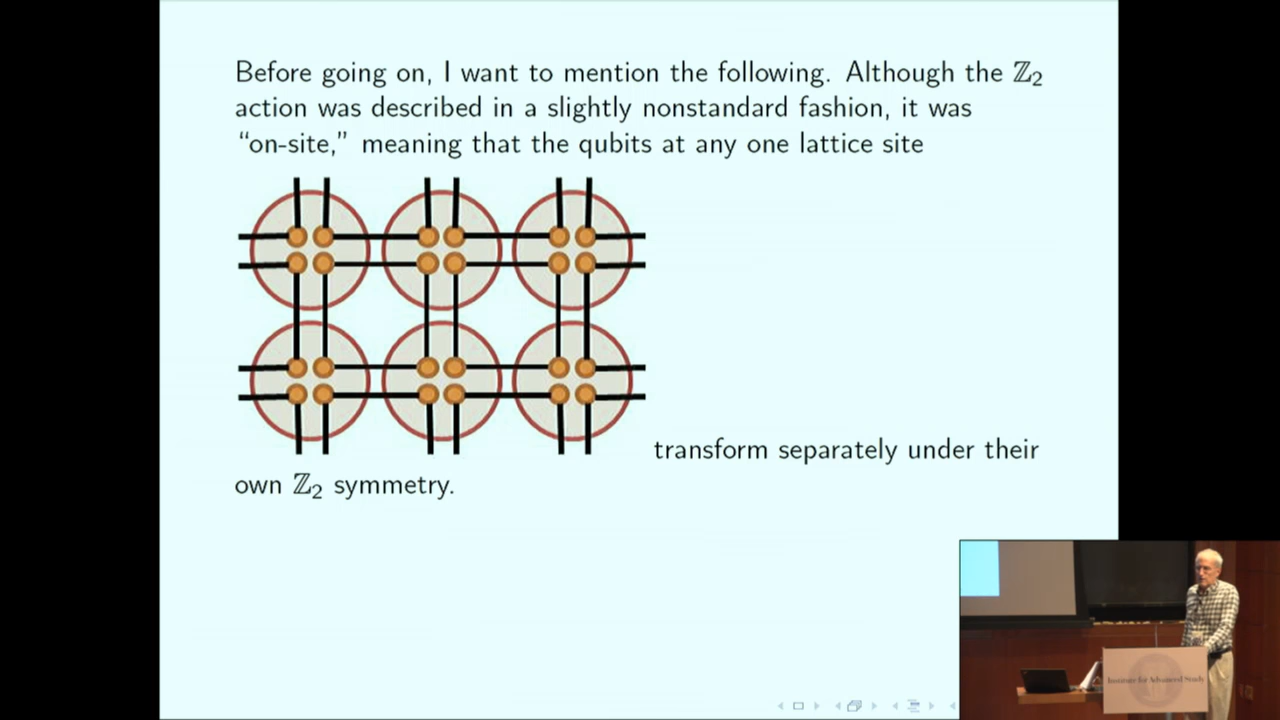 Before going on, I want to mention the following. Although the ℤ₂
action was described in a slightly nonstandard fashion, it was
“on-site,” meaning that the qubits at any one lattice site
transform separately under their
own ℤ₂ symmetry.
Institute for Advanced Study